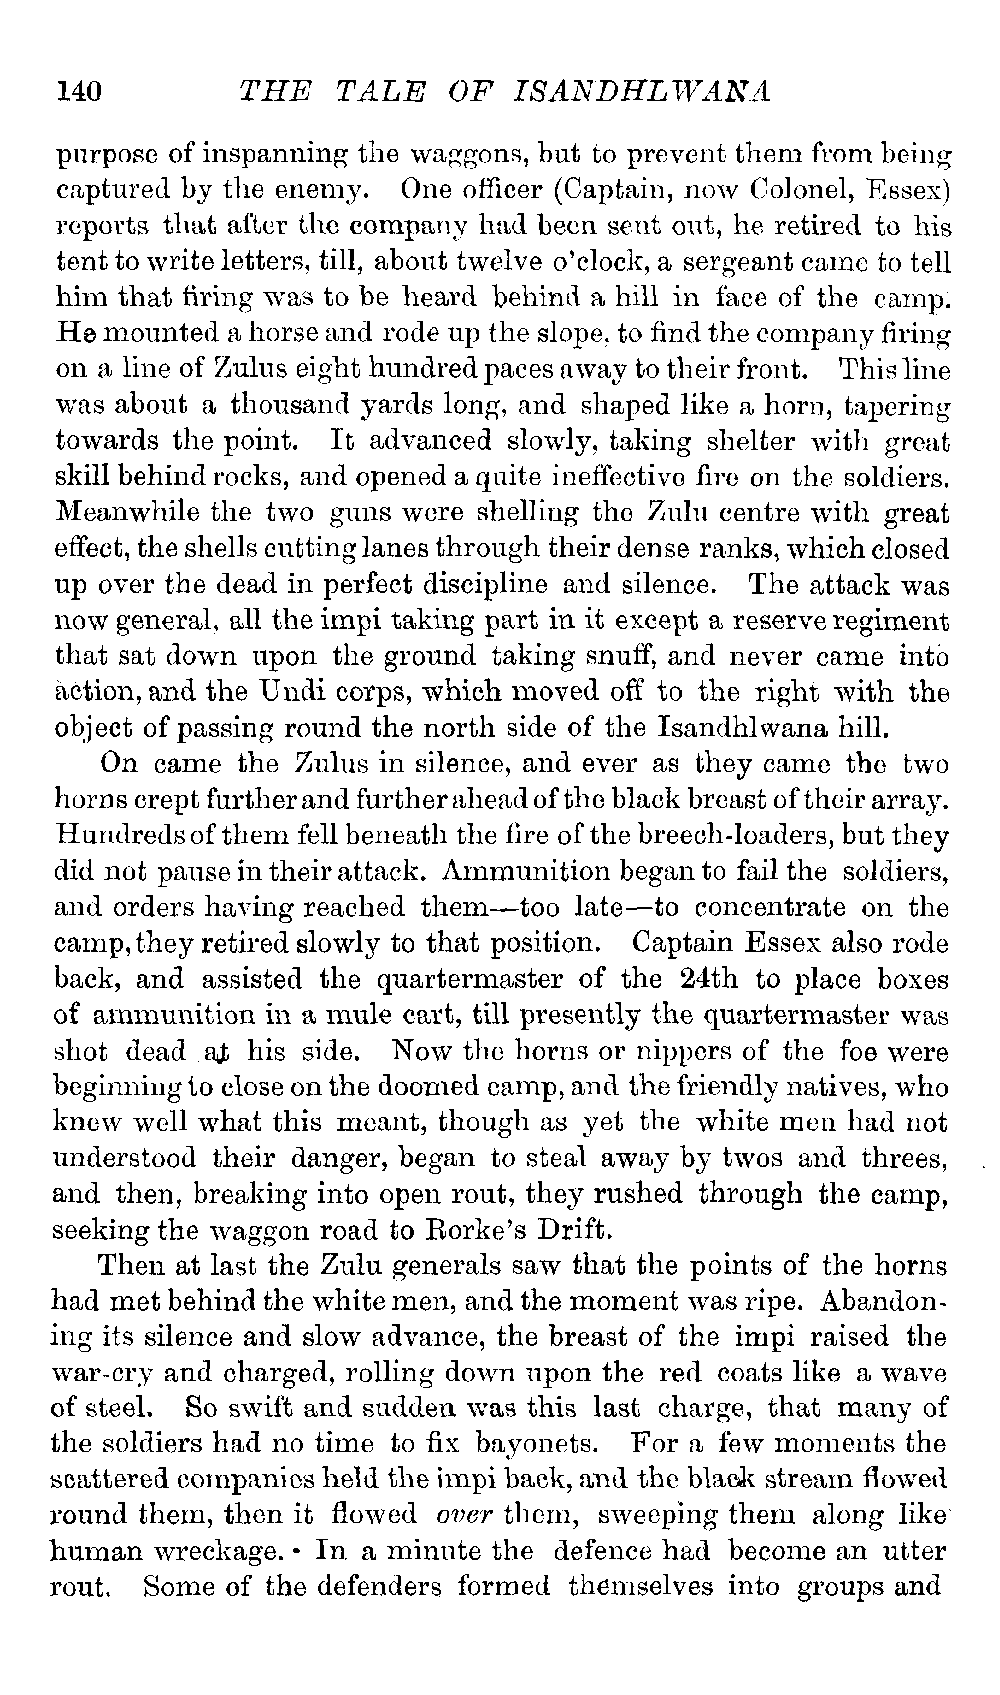 140 THE TALE OF ISANDHLWANA
purpose of inspanning the waggons, but to prevent them from being
captured by the enemy. One officer (Captain, now Colonel, Essex)
reports that after the company had been sent out, he retired to his
tent to write letters, till, about twelve o'clock, a sergeant came to tell
him that firing was to be heard behind a hill in face of the camp.
He mounted a horse and rode up the slope, to find the company firing
on a line of Zulus eight hundred paces away to their front. This line
was about a thousand yards long, and shaped like a horn, tapering
towards the point. It advanced slowly, taking shelter with great
skill behind rocks, and opened a quite ineffective fire on the soldiers.
Meanwhile the two guns were shelling the Zulu centre with great
effect, the shells cutting lanes through their dense ranks, which closed
up over the dead in perfect discipline and silence. The attack was
now general, all the impi taking part in it except a reserve regiment
that sat down upon the ground taking snuff, and never came into
action, and the Undi corps, which moved off to the right with the
object of passing round the north side of the Isandhlwana hill.
On came the Zulus in silence, and ever as they came the two
horns crept further and further ahead of the black breast of their array.
Hundreds of them fell beneath the fire of the breech-loaders, but they
did not pause in their attack. Ammunition began to fail the soldiers,
and orders having reached them—too late—to concentrate on the
camp, they retired slowly to that position. Captain Essex also rode
back, and assisted the quartermaster of the 24th to place boxes
of ammunition in a mule cart, till presently the quartermaster was
shot dead at his side. Now the horns or nippers of the foe were
beginning to close on the doomed camp, and the friendly natives, who
knew well what this meant, though as yet the white men had not
understood their danger, began to steal away by twos and threes,
and then, breaking into open rout, they rushed through the camp,
seeking the waggon road to Rorke's Drift.
Then at last the Zulu generals saw that the points of the horns
had met behind the white men, and the moment was ripe. Abandon-
ing its silence and slow advance, the breast of the impi raised the
war-cry and charged, rolling down upon the red coats like a wave
of steel. So swift and sudden was this last charge, that many of
the soldiers had no time to fix bayonets. For a few moments the
scattered companies held the impi back, and the black stream flowed
round them, then it flowed over them, sweeping them along like
human wreckage. In a minute the defence had become an utter
rout. Some of the defenders formed themselves into groups and